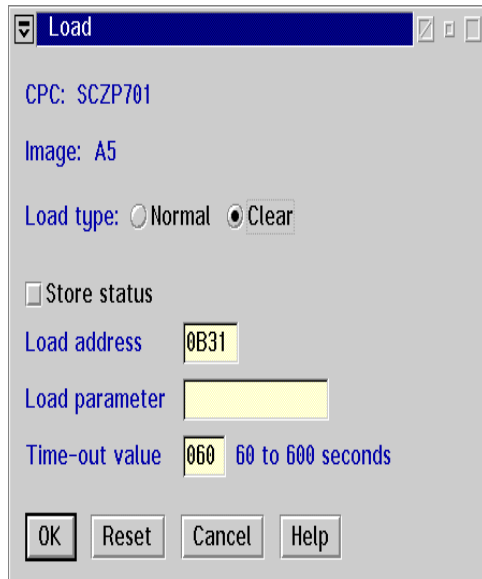 Load
CPC: SCZP701
Image: A5
Load type: Normal Clear
Store status
Load address 0B31
Load parameter
Time-out value 060 60 to 600 seconds
OK Reset Cancel Help